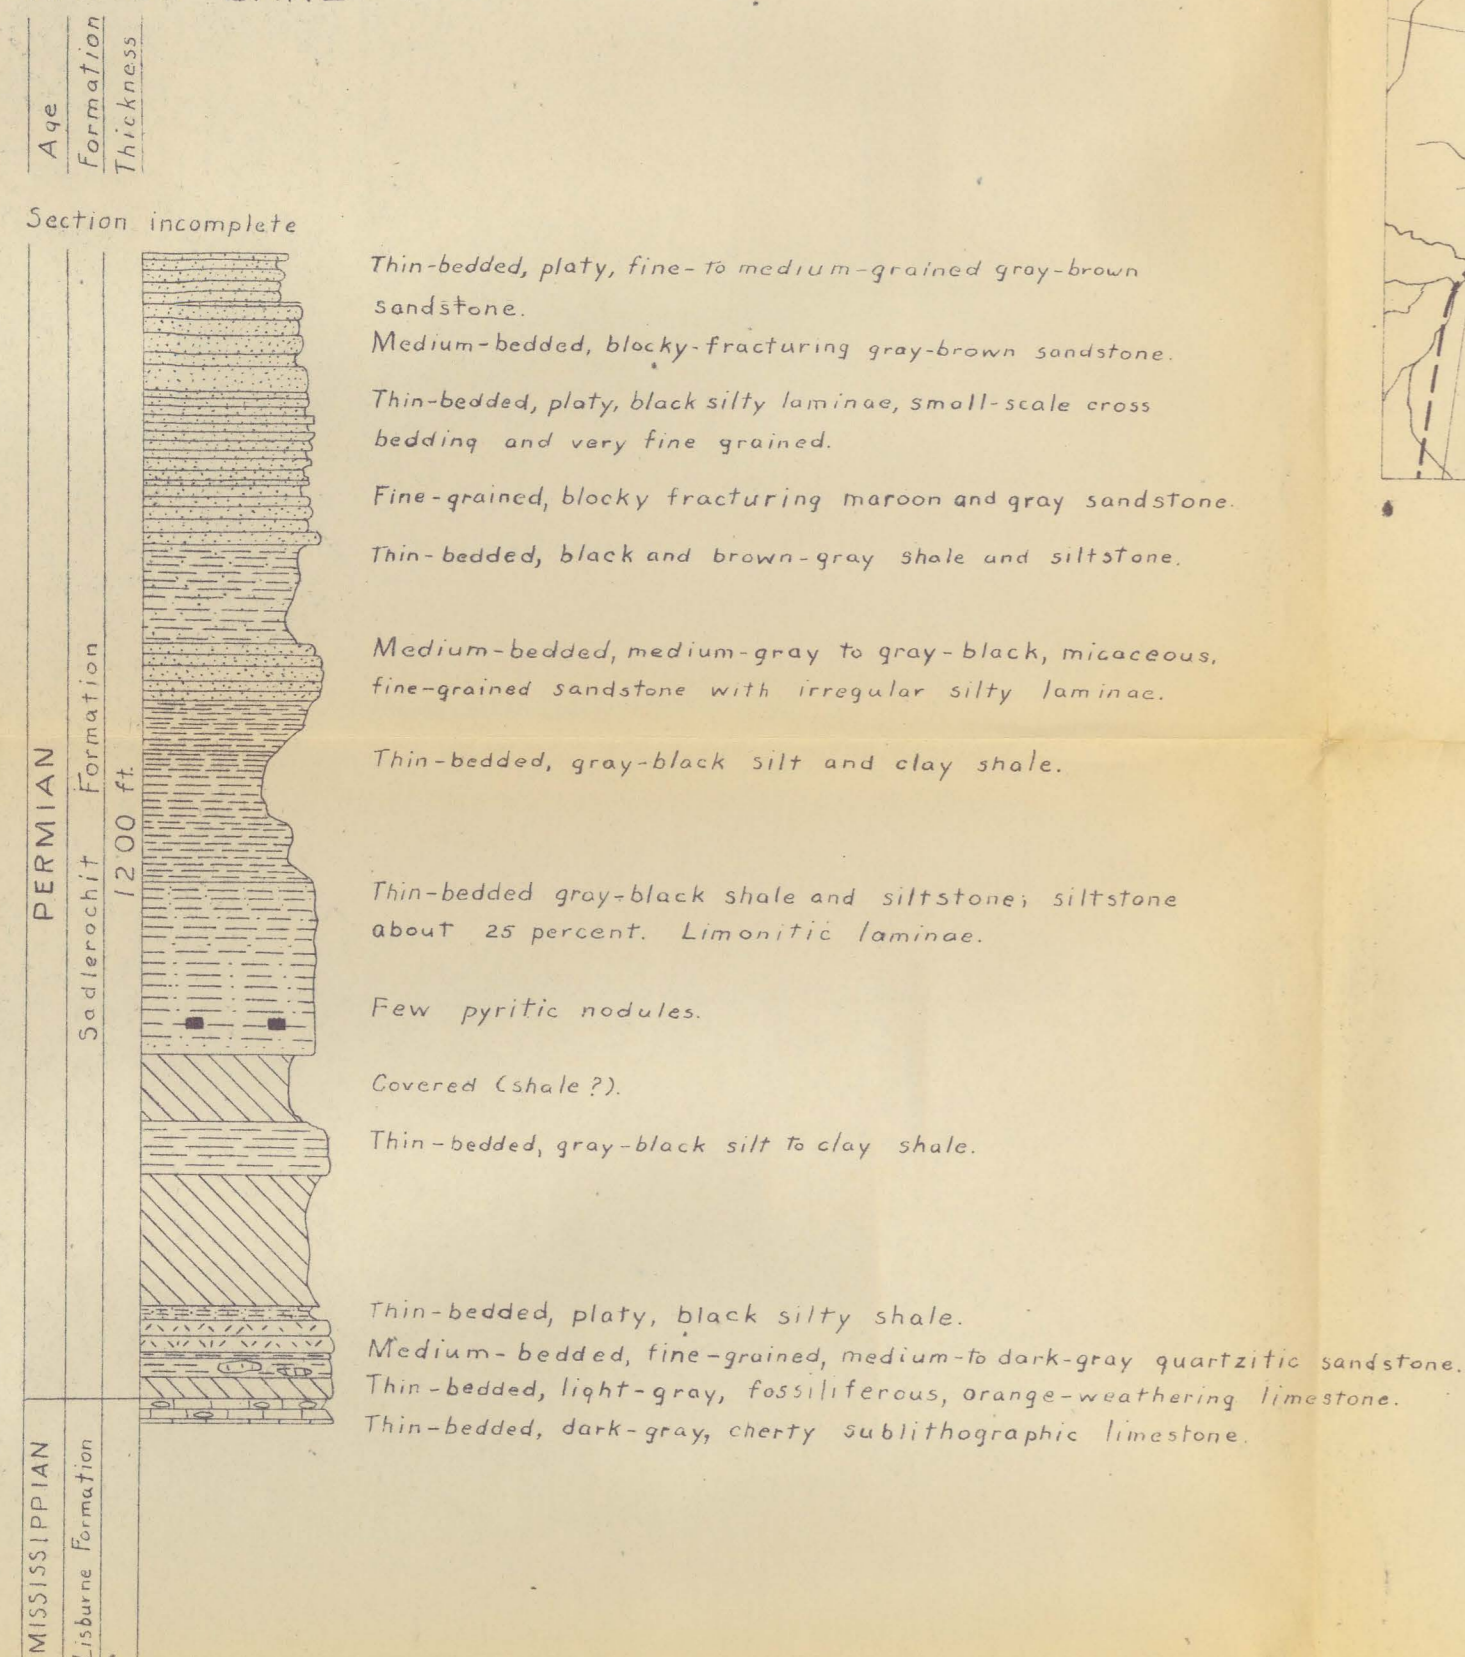 Age
Formation
Thickness
Section incomplete
Thin-bedded, platy, fine- to medium-grained gray-brown
sandstone.
Medium-bedded, blocky-fracturing gray-brown sandstone.
Thin-bedded, platy, black silty laminae, small-scale cross
bedding and very fine grained.
Fine-grained, blocky fracturing maroon and gray sandstone.
Thin-bedded, black and brown-gray shale and siltstone.
Medium-bedded, medium-gray to gray-black, micaceous,
fine-grained sandstone with irregular silty laminae.
Thin-bedded, gray-black silt and clay shale.
Thin-bedded gray-black shale and siltstone; siltstone
about 25 percent. Limonitic laminae.
Few pyritic nodules.
Covered (shale?).
Thin-bedded, gray-black silt to clay shale.
Thin-bedded, platy, black silty shale.
Medium-bedded, fine-grained, medium-to dark-gray quartzitic sandstone.
Thin-bedded, light-gray, fossiliferous, orange-weathering limestone.
Thin-bedded, dark-gray, cherty sublithographic limestone.
PERMIAN
Sadlerochit Formation
1200 ft.
MISSISSIPPIAN
Lisburne Formation